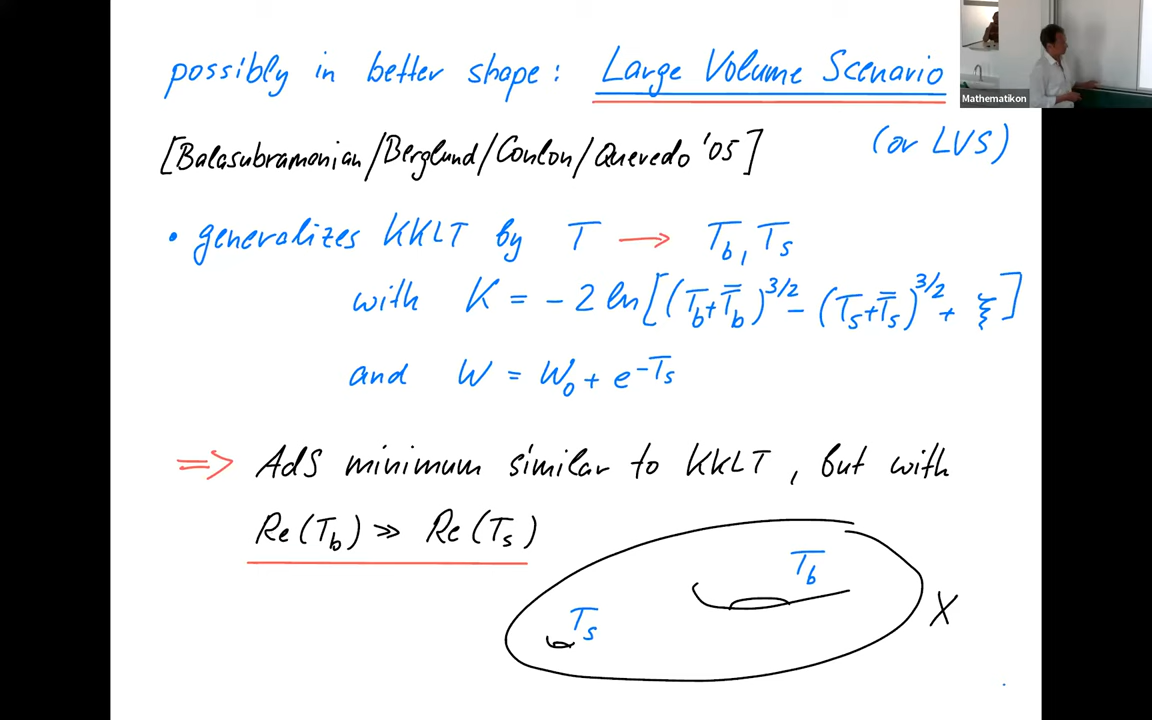 possibly in better shape: Large Volume Scenario
Mathematikon
[Balasubramanian/Berglund/Conlon/Quevedo '05] (or LVS)
• generalizes KKLT by T → T_b, T_s
with K = -2 ln[(T_b+T̅_b)^{3/2} - (T_s+T̅_s)^{3/2} + ξ]
and W = W_0 + e^{-T_s}
⇒ AdS minimum similar to KKLT, but with
Re(T_b) ≫ Re(T_s)
T_b
T_s
X